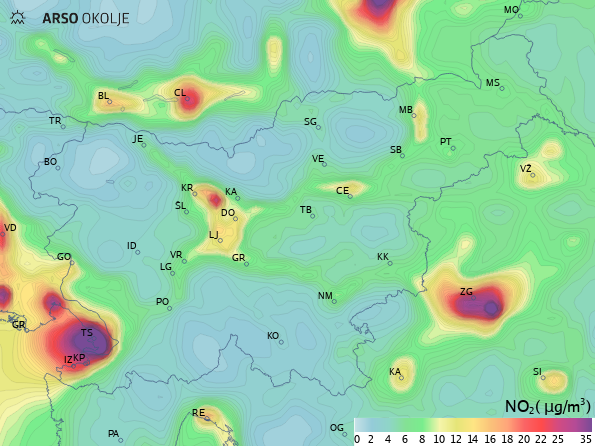 ARSO OKOLJE
MO
MS
BL
CL
TR
SG
MB
JE
SB
PT
BO
VE
VŽ
KR
KA
CE
ŠL
DO
TB
VD
LJ
ID
VR
GR
KK
GO
LG
ZG
PO
NM
GR
TS
KO
IZ
KP
KA
SI
NO₂( µg/m³)
RE
PA
OG
0 2 4 6 8 10 12 14 16 18 20 22 25 35